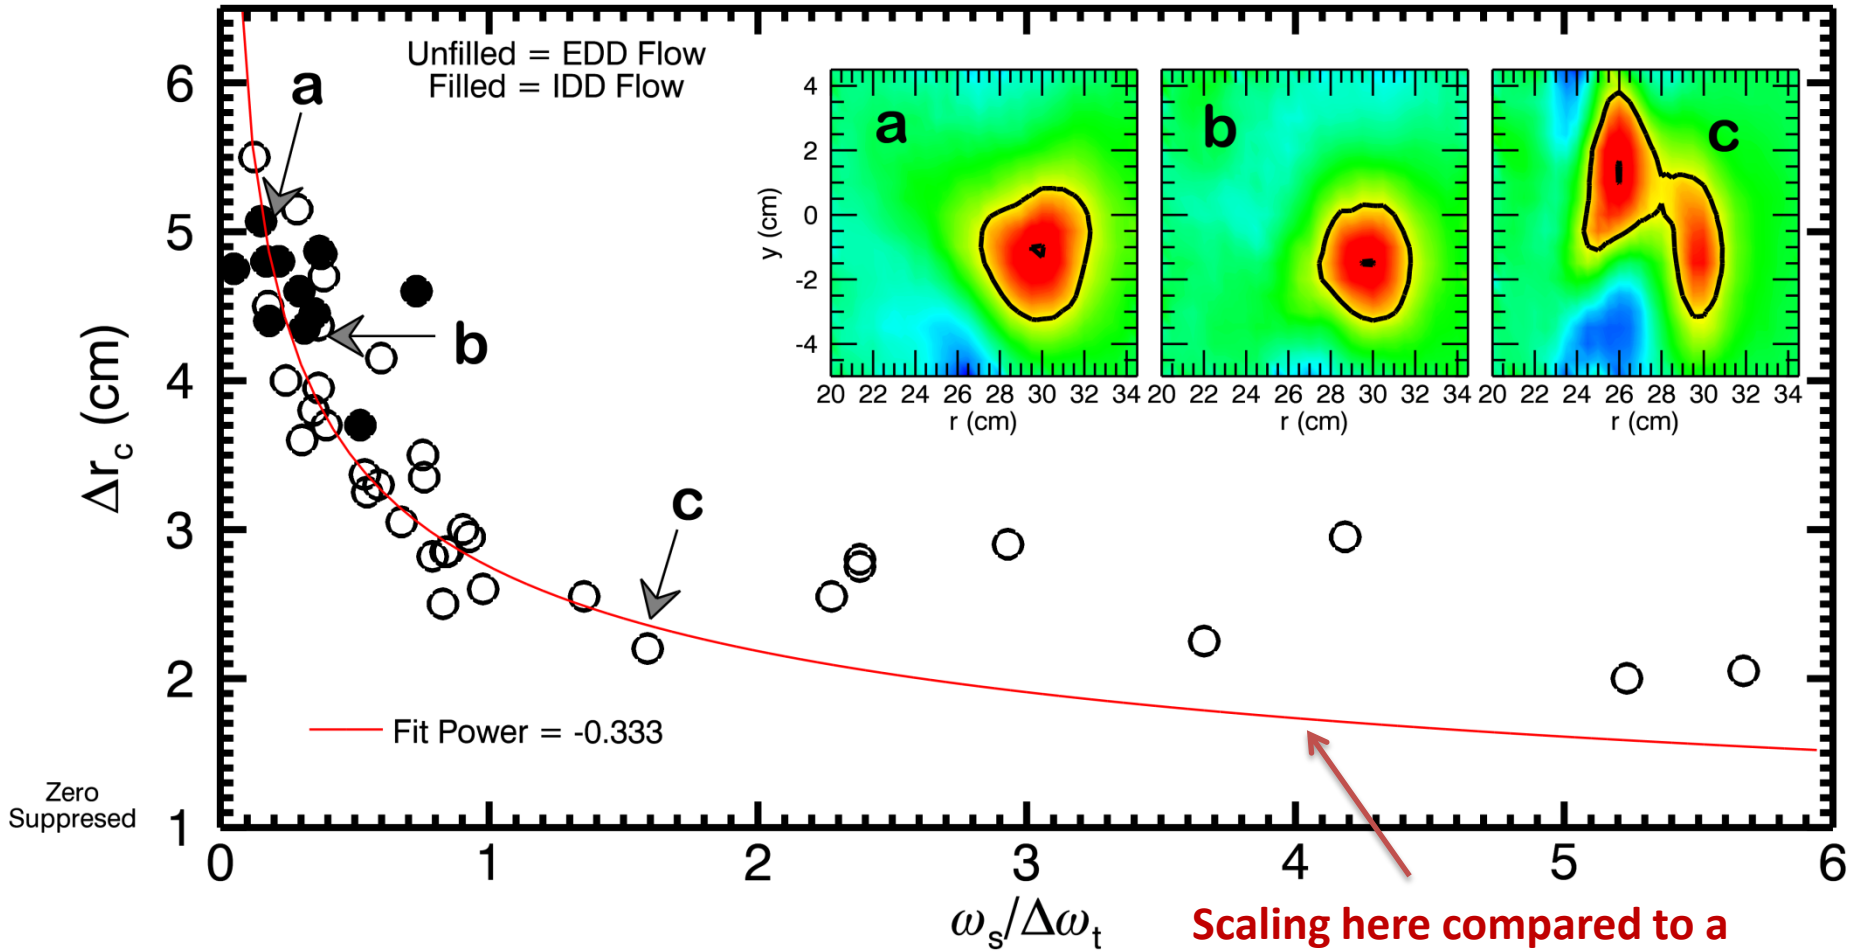 Unfilled = EDD Flow
Filled = IDD Flow
a
b
c
Fit Power = -0.333
Δr_c (cm)
6
5
4
3
2
1
Zero
Suppresed
0 1 2 3 4 5 6
ω_s/Δω_t
Scaling here compared to a
a
b
c
y (cm)
4
2
0
-2
-4
20 22 24 26 28 30 32 34
r (cm)
20 22 24 26 28 30 32 34
r (cm)
20 22 24 26 28 30 32 34
r (cm)